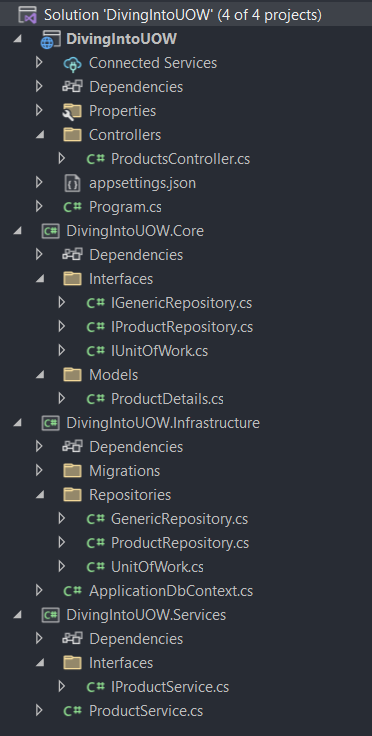 Solution 'DivingIntoUOW' (4 of 4 projects)
DivingIntoUOW
Connected Services
Dependencies
Properties
Controllers
C# ProductsController.cs
appsettings.json
C# Program.cs
C# DivingIntoUOW.Core
Dependencies
Interfaces
C# IGenericRepository.cs
C# IProductRepository.cs
C# IUnitOfWork.cs
Models
C# ProductDetails.cs
C# DivingIntoUOW.Infrastructure
Dependencies
Migrations
Repositories
C# GenericRepository.cs
C# ProductRepository.cs
C# UnitOfWork.cs
C# ApplicationDbContext.cs
C# DivingIntoUOW.Services
Dependencies
Interfaces
C# IProductService.cs
C# ProductService.cs